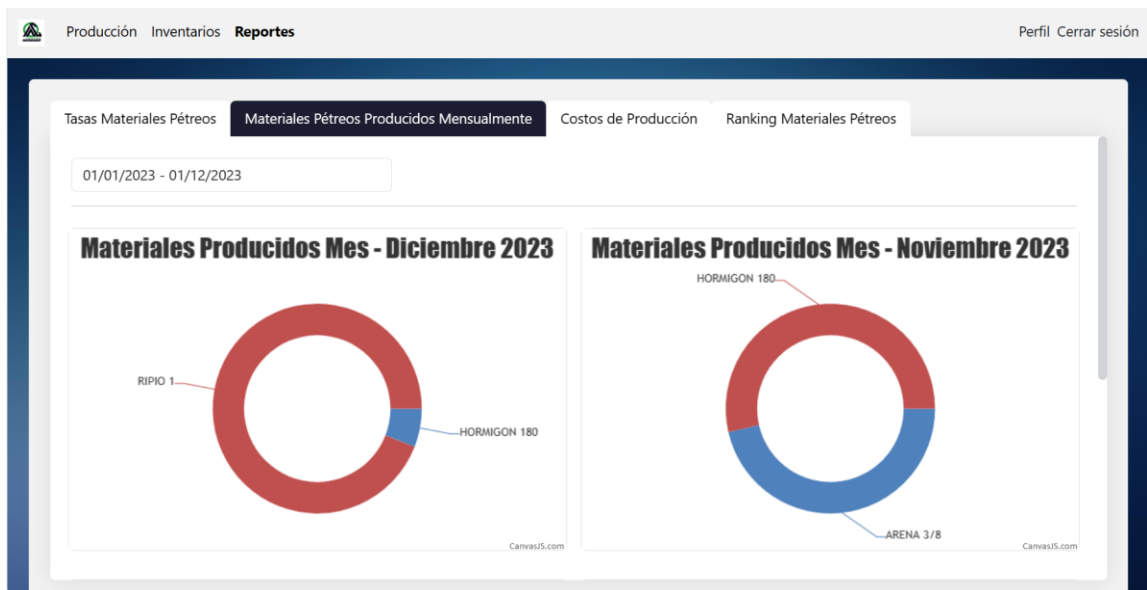 Producción Inventarios Reportes Perfil Cerrar sesión
Tasas Materiales Pétreos Materiales Pétreos Producidos Mensualmente Costos de Producción Ranking Materiales Pétreos
01/01/2023 - 01/12/2023
Materiales Producidos Mes - Diciembre 2023
RIPIO 1
HORMIGON 180
CanvasJS.com
Materiales Producidos Mes - Noviembre 2023
HORMIGON 180
ARENA 3/8
CanvasJS.com